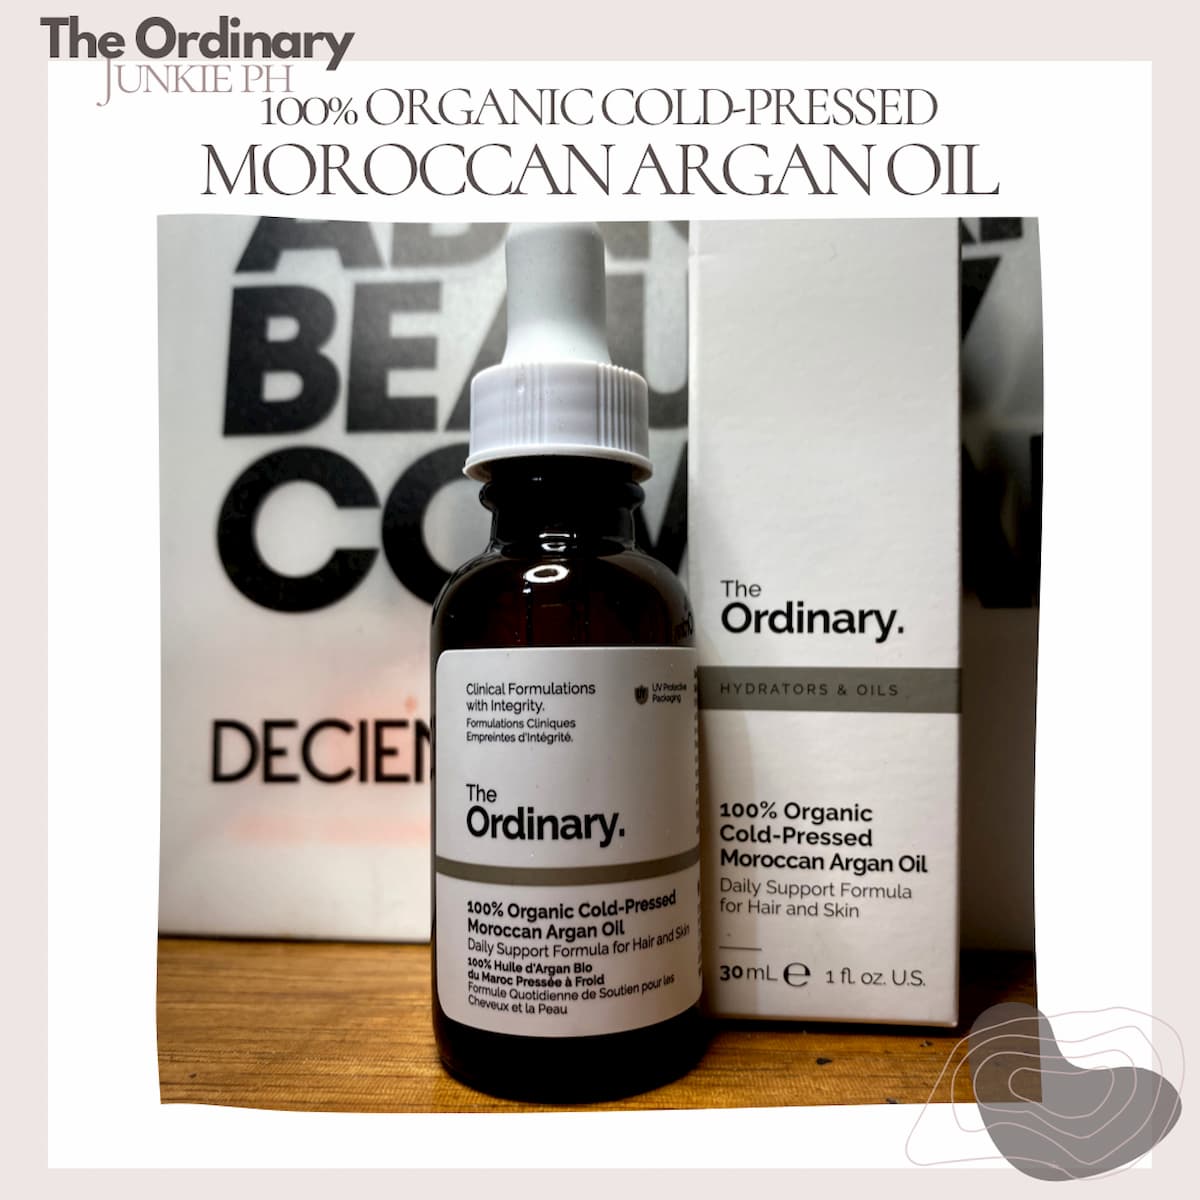 The Ordinary
JUNKIE PH
100% ORGANIC COLD-PRESSED
MOROCCAN ARGAN OIL
DECIEM
Clinical Formulations
with Integrity.
Formulations Cliniques
Empreintes d'Intégrité.
UV
UV Protective
Packaging
The
Ordinary.
100% Organic Cold-Pressed
Moroccan Argan Oil
Daily Support Formula for Hair and Skin
100% Huile d'Argan Bio
du Maroc Pressée à Froid
Formule Quotidienne de Soutien pour les
Cheveux et la Peau
The
Ordinary.
HYDRATORS & OILS
100% Organic
Cold-Pressed
Moroccan Argan Oil
Daily Support Formula
for Hair and Skin
30 mL ℮ 1 fl. oz. U.S.